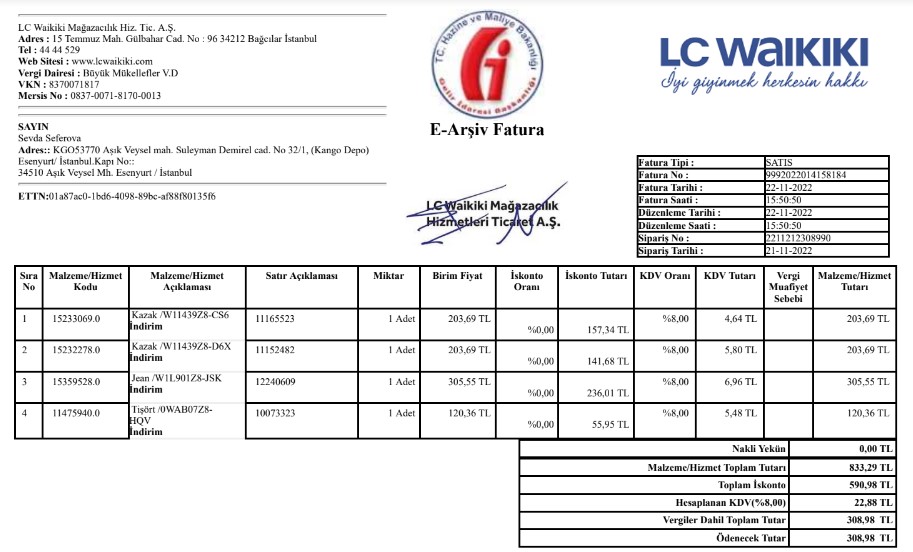 LC Waikiki Mağazacılık Hiz. Tic. A.Ş.
Adres : 15 Temmuz Mah. Gülbahar Cad. No : 96 34212 Bağcılar İstanbul
Tel : 44 44 529
Web Sitesi : www.lcwaikiki.com
Vergi Dairesi : Büyük Mükellefler V.D
VKN : 8370071817
Mersis No : 0837-0071-8170-0013
SAYIN
Sevda Seferova
Adres:: KGO53770 Aşık Veysel mah. Suleyman Demirel cad. No 32/1, (Kango Depo)
Esenyurt/ İstanbul.Kapı No::
34510 Aşık Veysel Mh. Esenyurt / İstanbul
ETTN:01a87ac0-1bd6-4098-89bc-af88f80135f6
T.C. Hazine ve Maliye Bakanlığı
Gelir İdaresi Başkanlığı
E-Arşiv Fatura
LC Waikiki Mağazacılık
Hizmetleri Ticaret A.Ş.
LC WAIKIKI
İyi giyinmek herkesin hakkı
Fatura Tipi : SATIS
Fatura No : 9992022014158184
Fatura Tarihi : 22-11-2022
Fatura Saati : 15:50:50
Düzenleme Tarihi : 22-11-2022
Düzenleme Saati : 15:50:50
Sipariş No : 2211212308990
Sipariş Tarihi : 21-11-2022
Sıra No Malzeme/Hizmet Kodu Malzeme/Hizmet Açıklaması Satır Açıklaması Miktar Birim Fiyat İskonto Oranı İskonto Tutarı KDV Oranı KDV Tutarı Vergi Muafiyet Sebebi Malzeme/Hizmet Tutarı
1 15233069.0 Kazak /W11439Z8-CS6 İndirim 11165523 1 Adet 203,69 TL %0,00 157,34 TL %8,00 4,64 TL 203,69 TL
2 15232278.0 Kazak /W11439Z8-D6X İndirim 11152482 1 Adet 203,69 TL %0,00 141,68 TL %8,00 5,80 TL 203,69 TL
3 15359528.0 Jean /W1L901Z8-JSK İndirim 12240609 1 Adet 305,55 TL %0,00 236,01 TL %8,00 6,96 TL 305,55 TL
4 11475940.0 Tişört /0WAB07Z8-HQV İndirim 10073323 1 Adet 120,36 TL %0,00 55,95 TL %8,00 5,48 TL 120,36 TL
Nakli Yekün 0,00 TL
Malzeme/Hizmet Toplam Tutarı 833,29 TL
Toplam İskonto 590,98 TL
Hesaplanan KDV(%8,00) 22,88 TL
Vergiler Dahil Toplam Tutar 308,98 TL
Ödenecek Tutar 308,98 TL